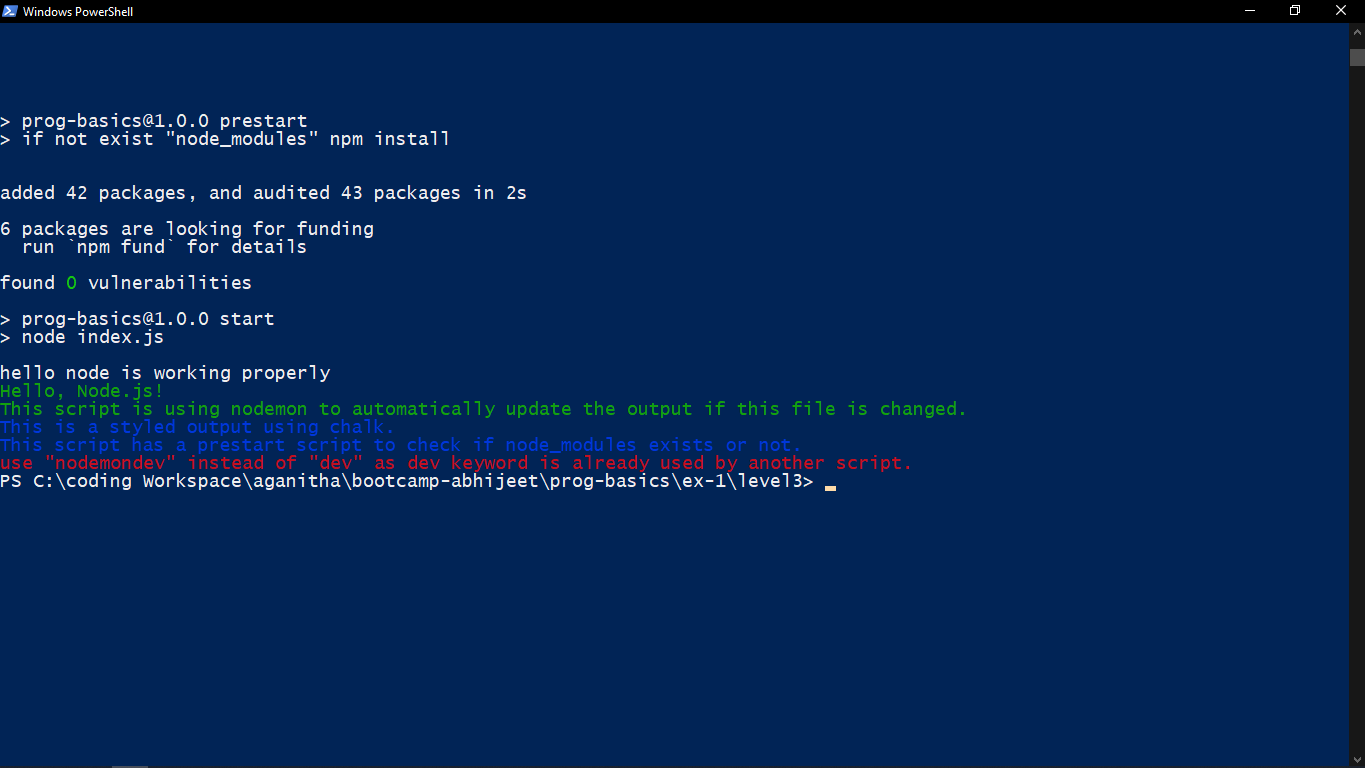 Windows PowerShell
> prog-basics@1.0.0 prestart
> if not exist "node_modules" npm install
added 42 packages, and audited 43 packages in 2s
6 packages are looking for funding
  run `npm fund` for details
found 0 vulnerabilities
> prog-basics@1.0.0 start
> node index.js
hello node is working properly
Hello, Node.js!
This script is using nodemon to automatically update the output if this file is changed.
This is a styled output using chalk.
This script has a prestart script to check if node_modules exists or not.
use "nodemondev" instead of "dev" as dev keyword is already used by another script.
PS C:\coding Workspace\aganitha\bootcamp-abhijeet\prog-basics\ex-1\level3>